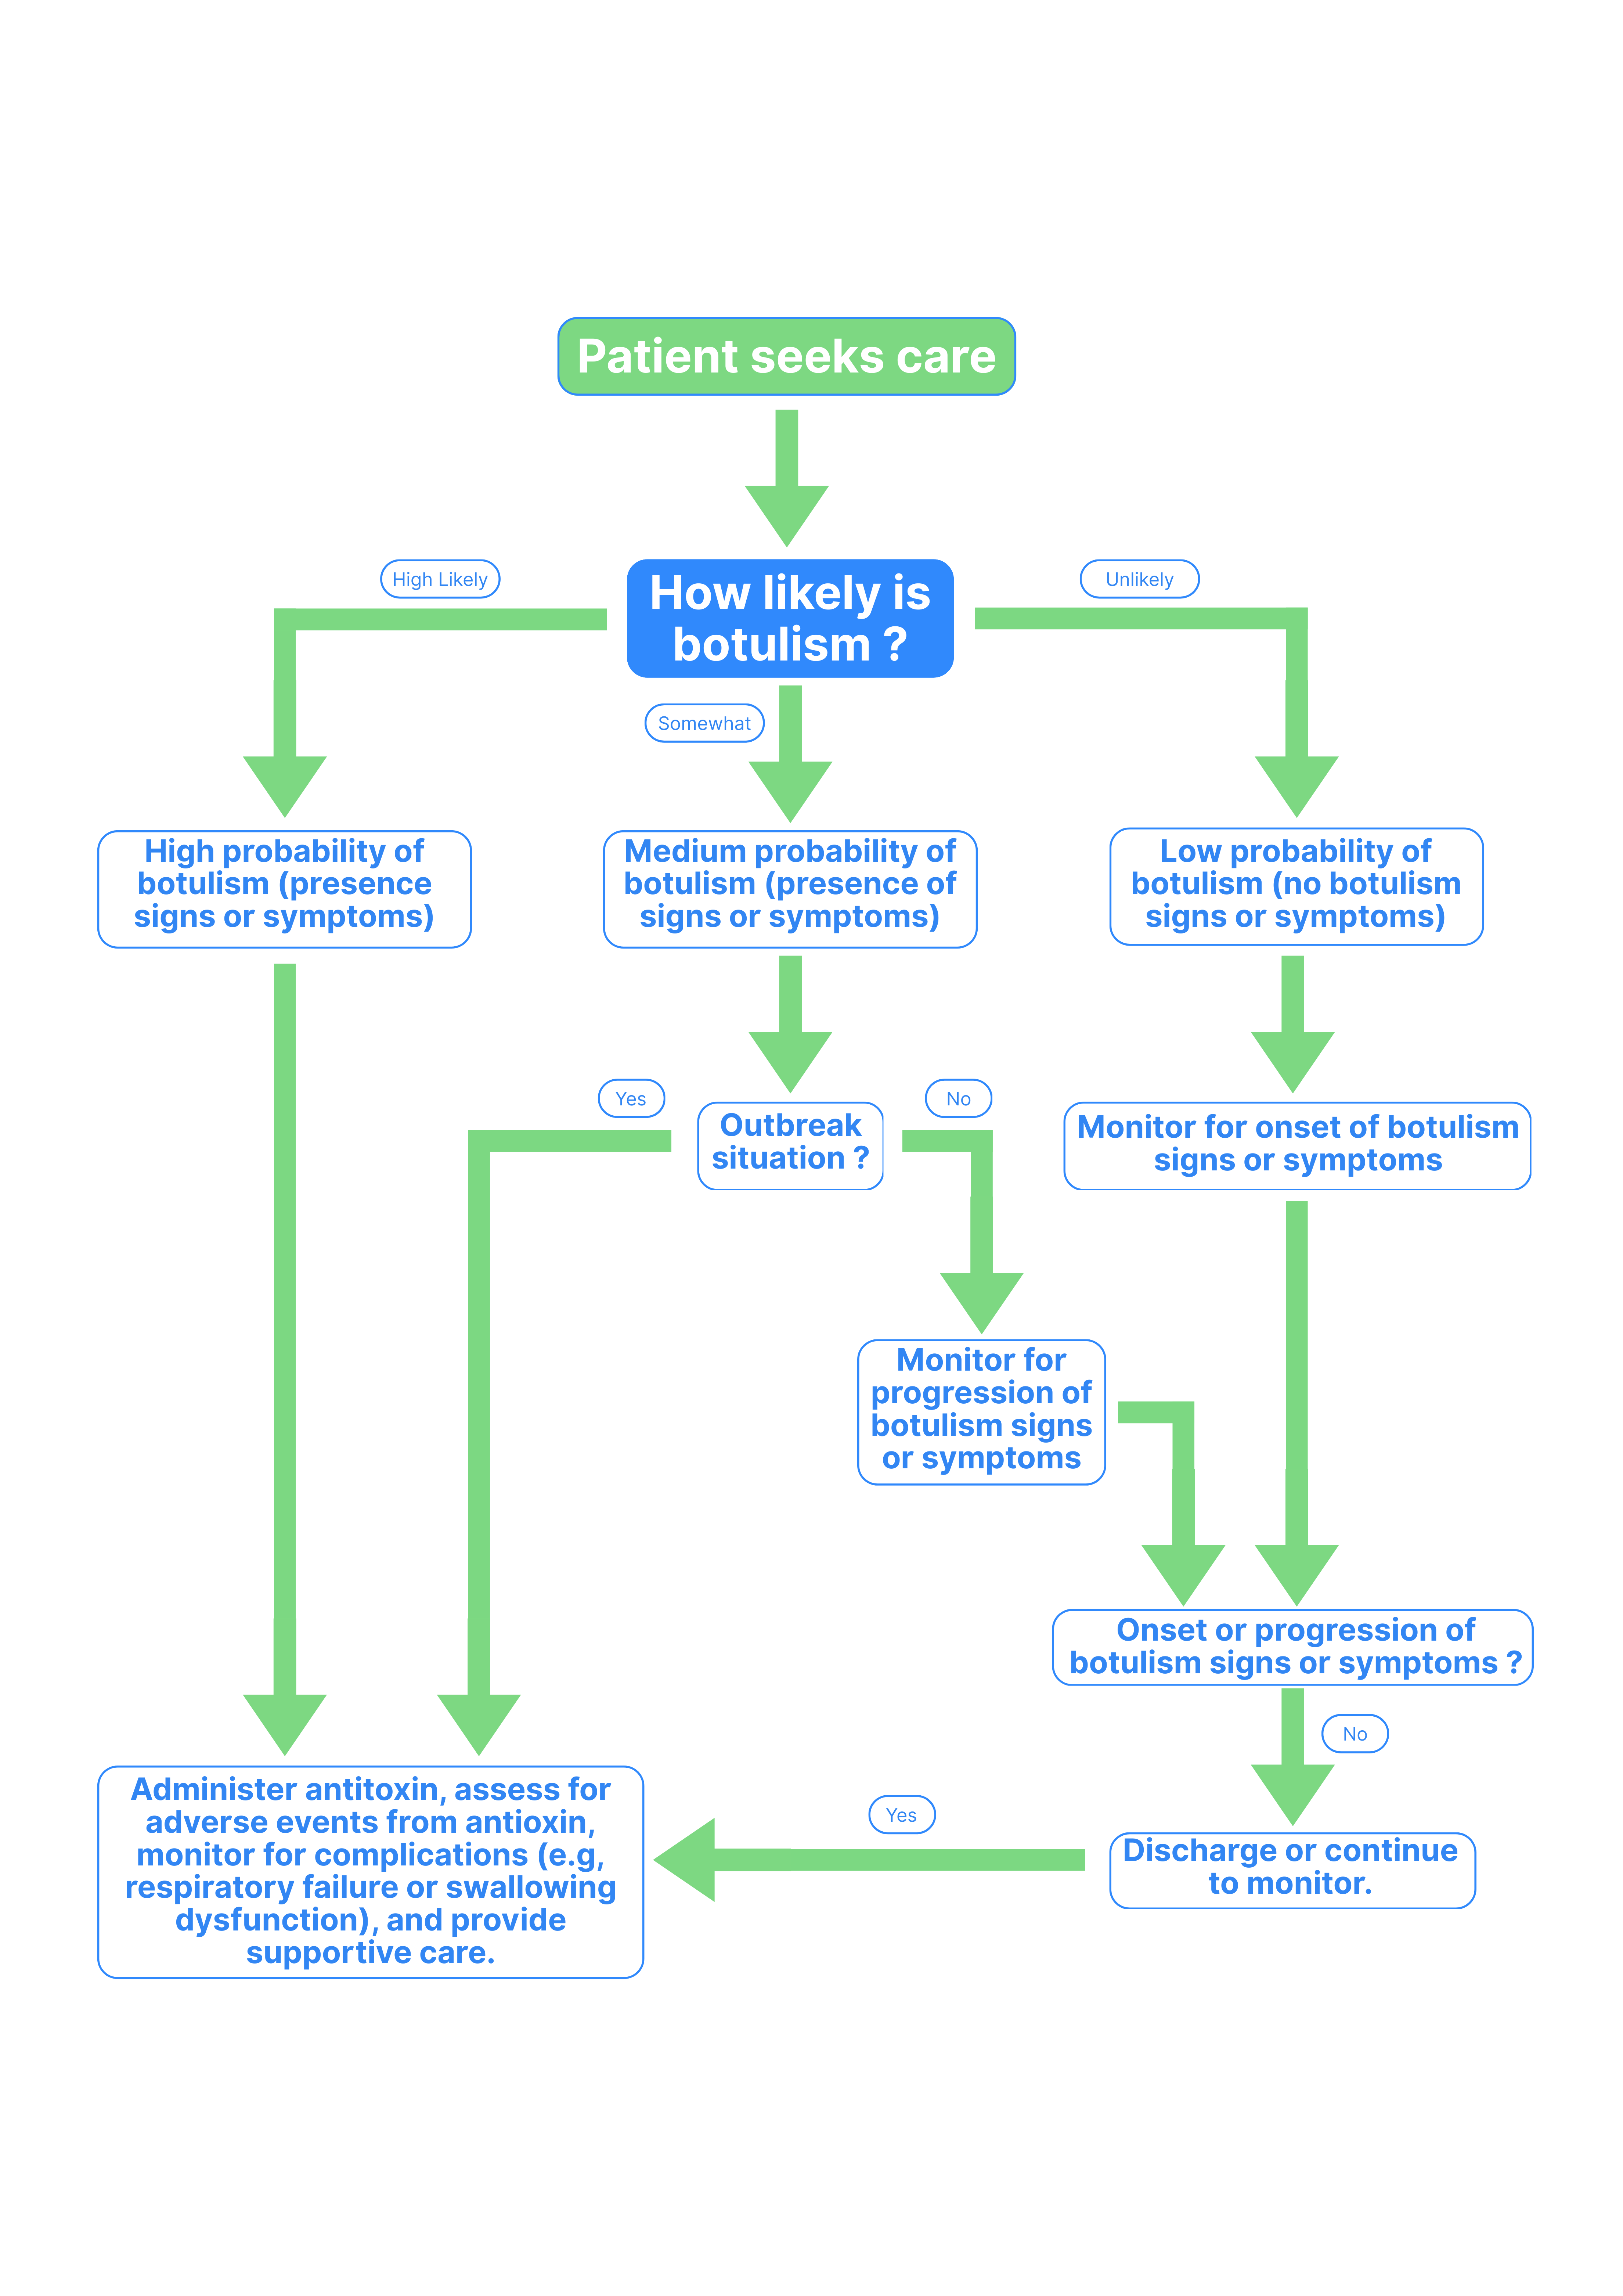 Patient seeks care
How likely is
botulism ?
High Likely
Unlikely
Somewhat
High probability of
botulism (presence
signs or symptoms)
Medium probability of
botulism (presence of
signs or symptoms)
Low probability of
botulism (no botulism
signs or symptoms)
Yes
Outbreak
situation ?
No
Monitor for onset of botulism
signs or symptoms
Monitor for
progression of
botulism signs
or symptoms
Onset or progression of
botulism signs or symptoms ?
No
Administer antitoxin, assess for
adverse events from antioxin,
monitor for complications (e.g,
respiratory failure or swallowing
dysfunction), and provide
supportive care.
Yes
Discharge or continue
to monitor.